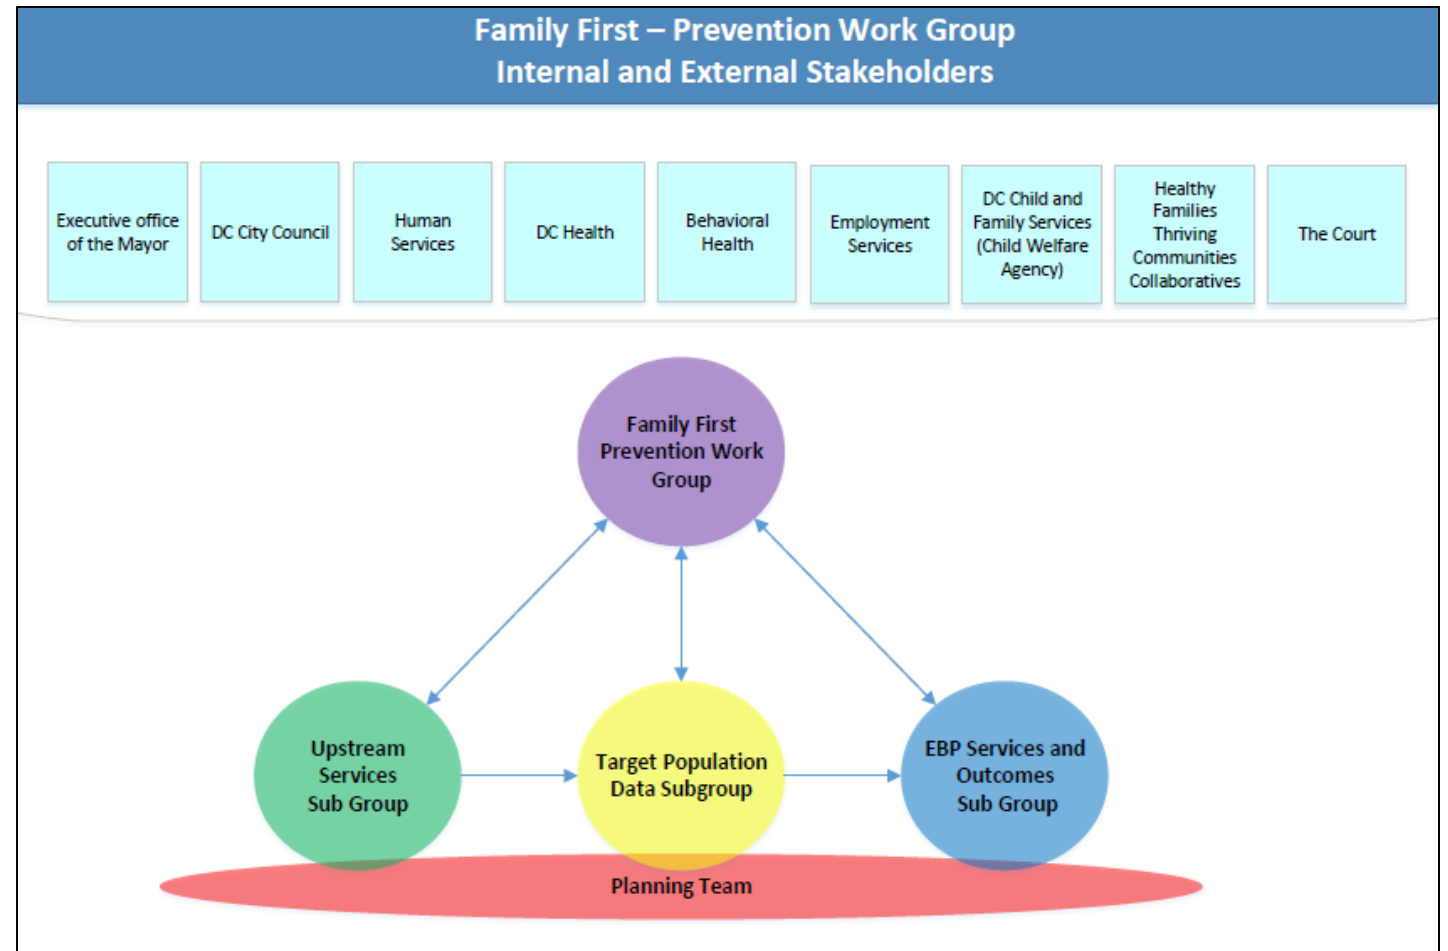 Family First – Prevention Work Group
Internal and External Stakeholders
Executive office
of the Mayor
DC City Council
Human
Services
DC Health
Behavioral
Health
Employment
Services
DC Child and
Family Services
(Child Welfare
Agency)
Healthy
Families
Thriving
Communities
Collaboratives
The Court
Family First
Prevention Work
Group
Upstream
Services
Sub Group
Target Population
Data Subgroup
EBP Services and
Outcomes
Sub Group
Planning Team